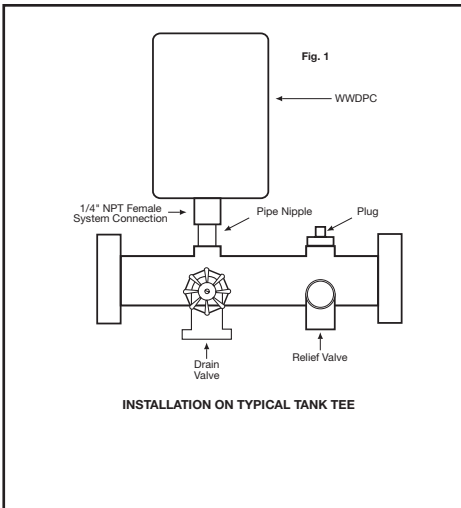 Fig. 1
WWDPC
1/4" NPT Female
System Connection
Pipe Nipple
Plug
Drain
Valve
Relief Valve
INSTALLATION ON TYPICAL TANK TEE